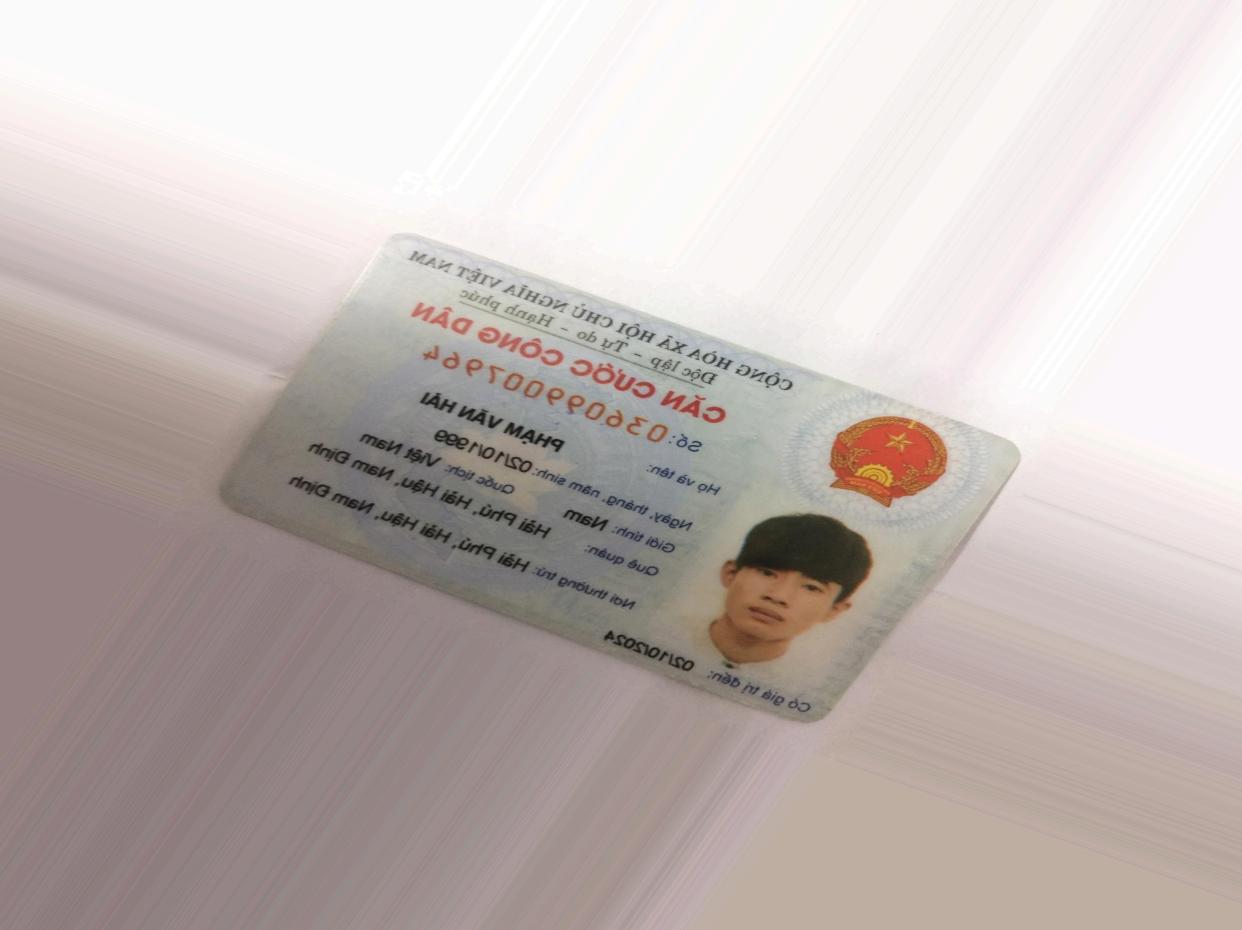 CỘNG HÒA XÃ HỘI CHỦ NGHĨA VIỆT NAM
Độc lập - Tự do - Hạnh phúc
CĂN CƯỚC CÔNG DÂN
Số: 036099007964
Họ và tên:
PHẠM VĂN HẢI
Ngày, tháng, năm sinh: 02/10/1999
Giới tính: Nam Quốc tịch: Việt Nam
Quê quán: Hải Phú, Hải Hậu, Nam Định
Nơi thường trú: Hải Phú, Hải Hậu, Nam Định
Có giá trị đến: 02/10/2024